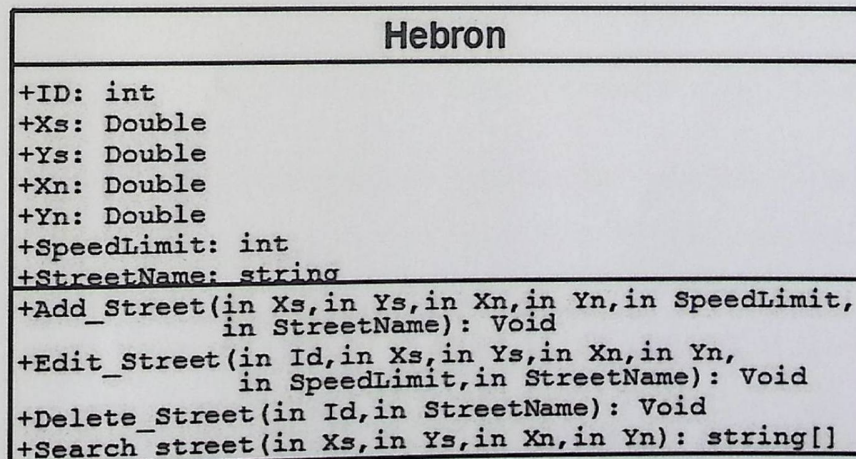 Hebron
+ID: int
+Xs: Double
+Ys: Double
+Xn: Double
+Yn: Double
+SpeedLimit: int
+StreetName: string
+Add_Street(in Xs,in Ys,in Xn,in Yn,in SpeedLimit,
in StreetName): Void
+Edit_Street(in Id,in Xs,in Ys,in Xn,in Yn,
in SpeedLimit,in StreetName): Void
+Delete_Street(in Id,in StreetName): Void
+Search_street(in Xs,in Ys,in Xn,in Yn): string[]